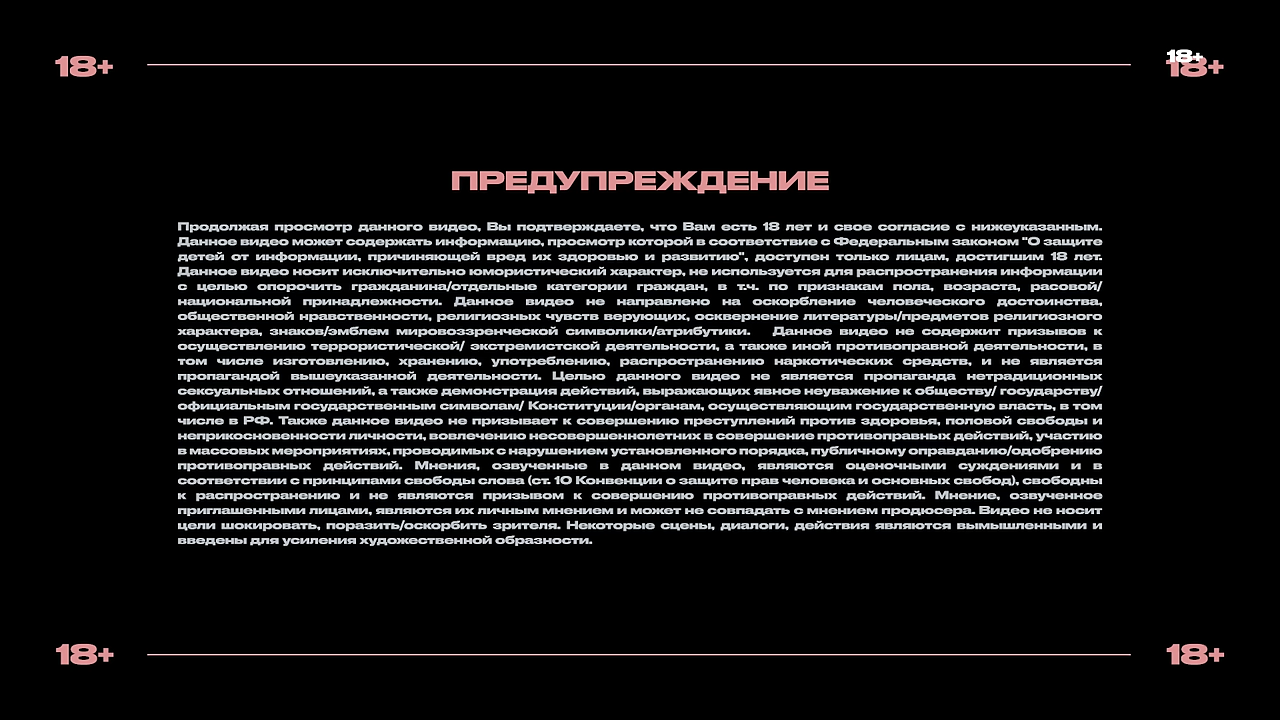 18+
18+
18+
ПРЕДУПРЕЖДЕНИЕ
Продолжая просмотр данного видео, Вы подтверждаете, что Вам есть 18 лет и свое согласие с нижеуказанным.
Данное видео может содержать информацию, просмотр которой в соответствие с Федеральным законом "О защите
детей от информации, причиняющей вред их здоровью и развитию", доступен только лицам, достигшим 18 лет.
Данное видео носит исключительно юмористический характер, не используется для распространения информации
с целью опорочить гражданина/отдельные категории граждан, в т.ч. по признакам пола, возраста, расовой/
национальной принадлежности. Данное видео не направлено на оскорбление человеческого достоинства,
общественной нравственности, религиозных чувств верующих, осквернение литературы/предметов религиозного
характера, знаков/эмблем мировоззренческой символики/атрибутики. Данное видео не содержит призывов к
осуществлению террористической/ экстремистской деятельности, а также иной противоправной деятельности, в
том числе изготовлению, хранению, употреблению, распространению наркотических средств, и не является
пропагандой вышеуказанной деятельности. Целью данного видео не является пропаганда нетрадиционных
сексуальных отношений, а также демонстрация действий, выражающих явное неуважение к обществу/ государству/
официальным государственным символам/ Конституции/органам, осуществляющим государственную власть, в том
числе в РФ. Также данное видео не призывает к совершению преступлений против здоровья, половой свободы и
неприкосновенности личности, вовлечению несовершеннолетних в совершение противоправных действий, участию
в массовых мероприятиях, проводимых с нарушением установленного порядка, публичному оправданию/одобрению
противоправных действий. Мнения, озвученные в данном видео, являются оценочными суждениями и в
соответствии с принципами свободы слова (ст. 10 Конвенции о защите прав человека и основных свобод), свободны
к распространению и не являются призывом к совершению противоправных действий. Мнение, озвученное
приглашенными лицами, являются их личным мнением и может не совпадать с мнением продюсера. Видео не носит
цели шокировать, поразить/оскорбить зрителя. Некоторые сцены, диалоги, действия являются вымышленными и
введены для усиления художественной образности.
18+
18+